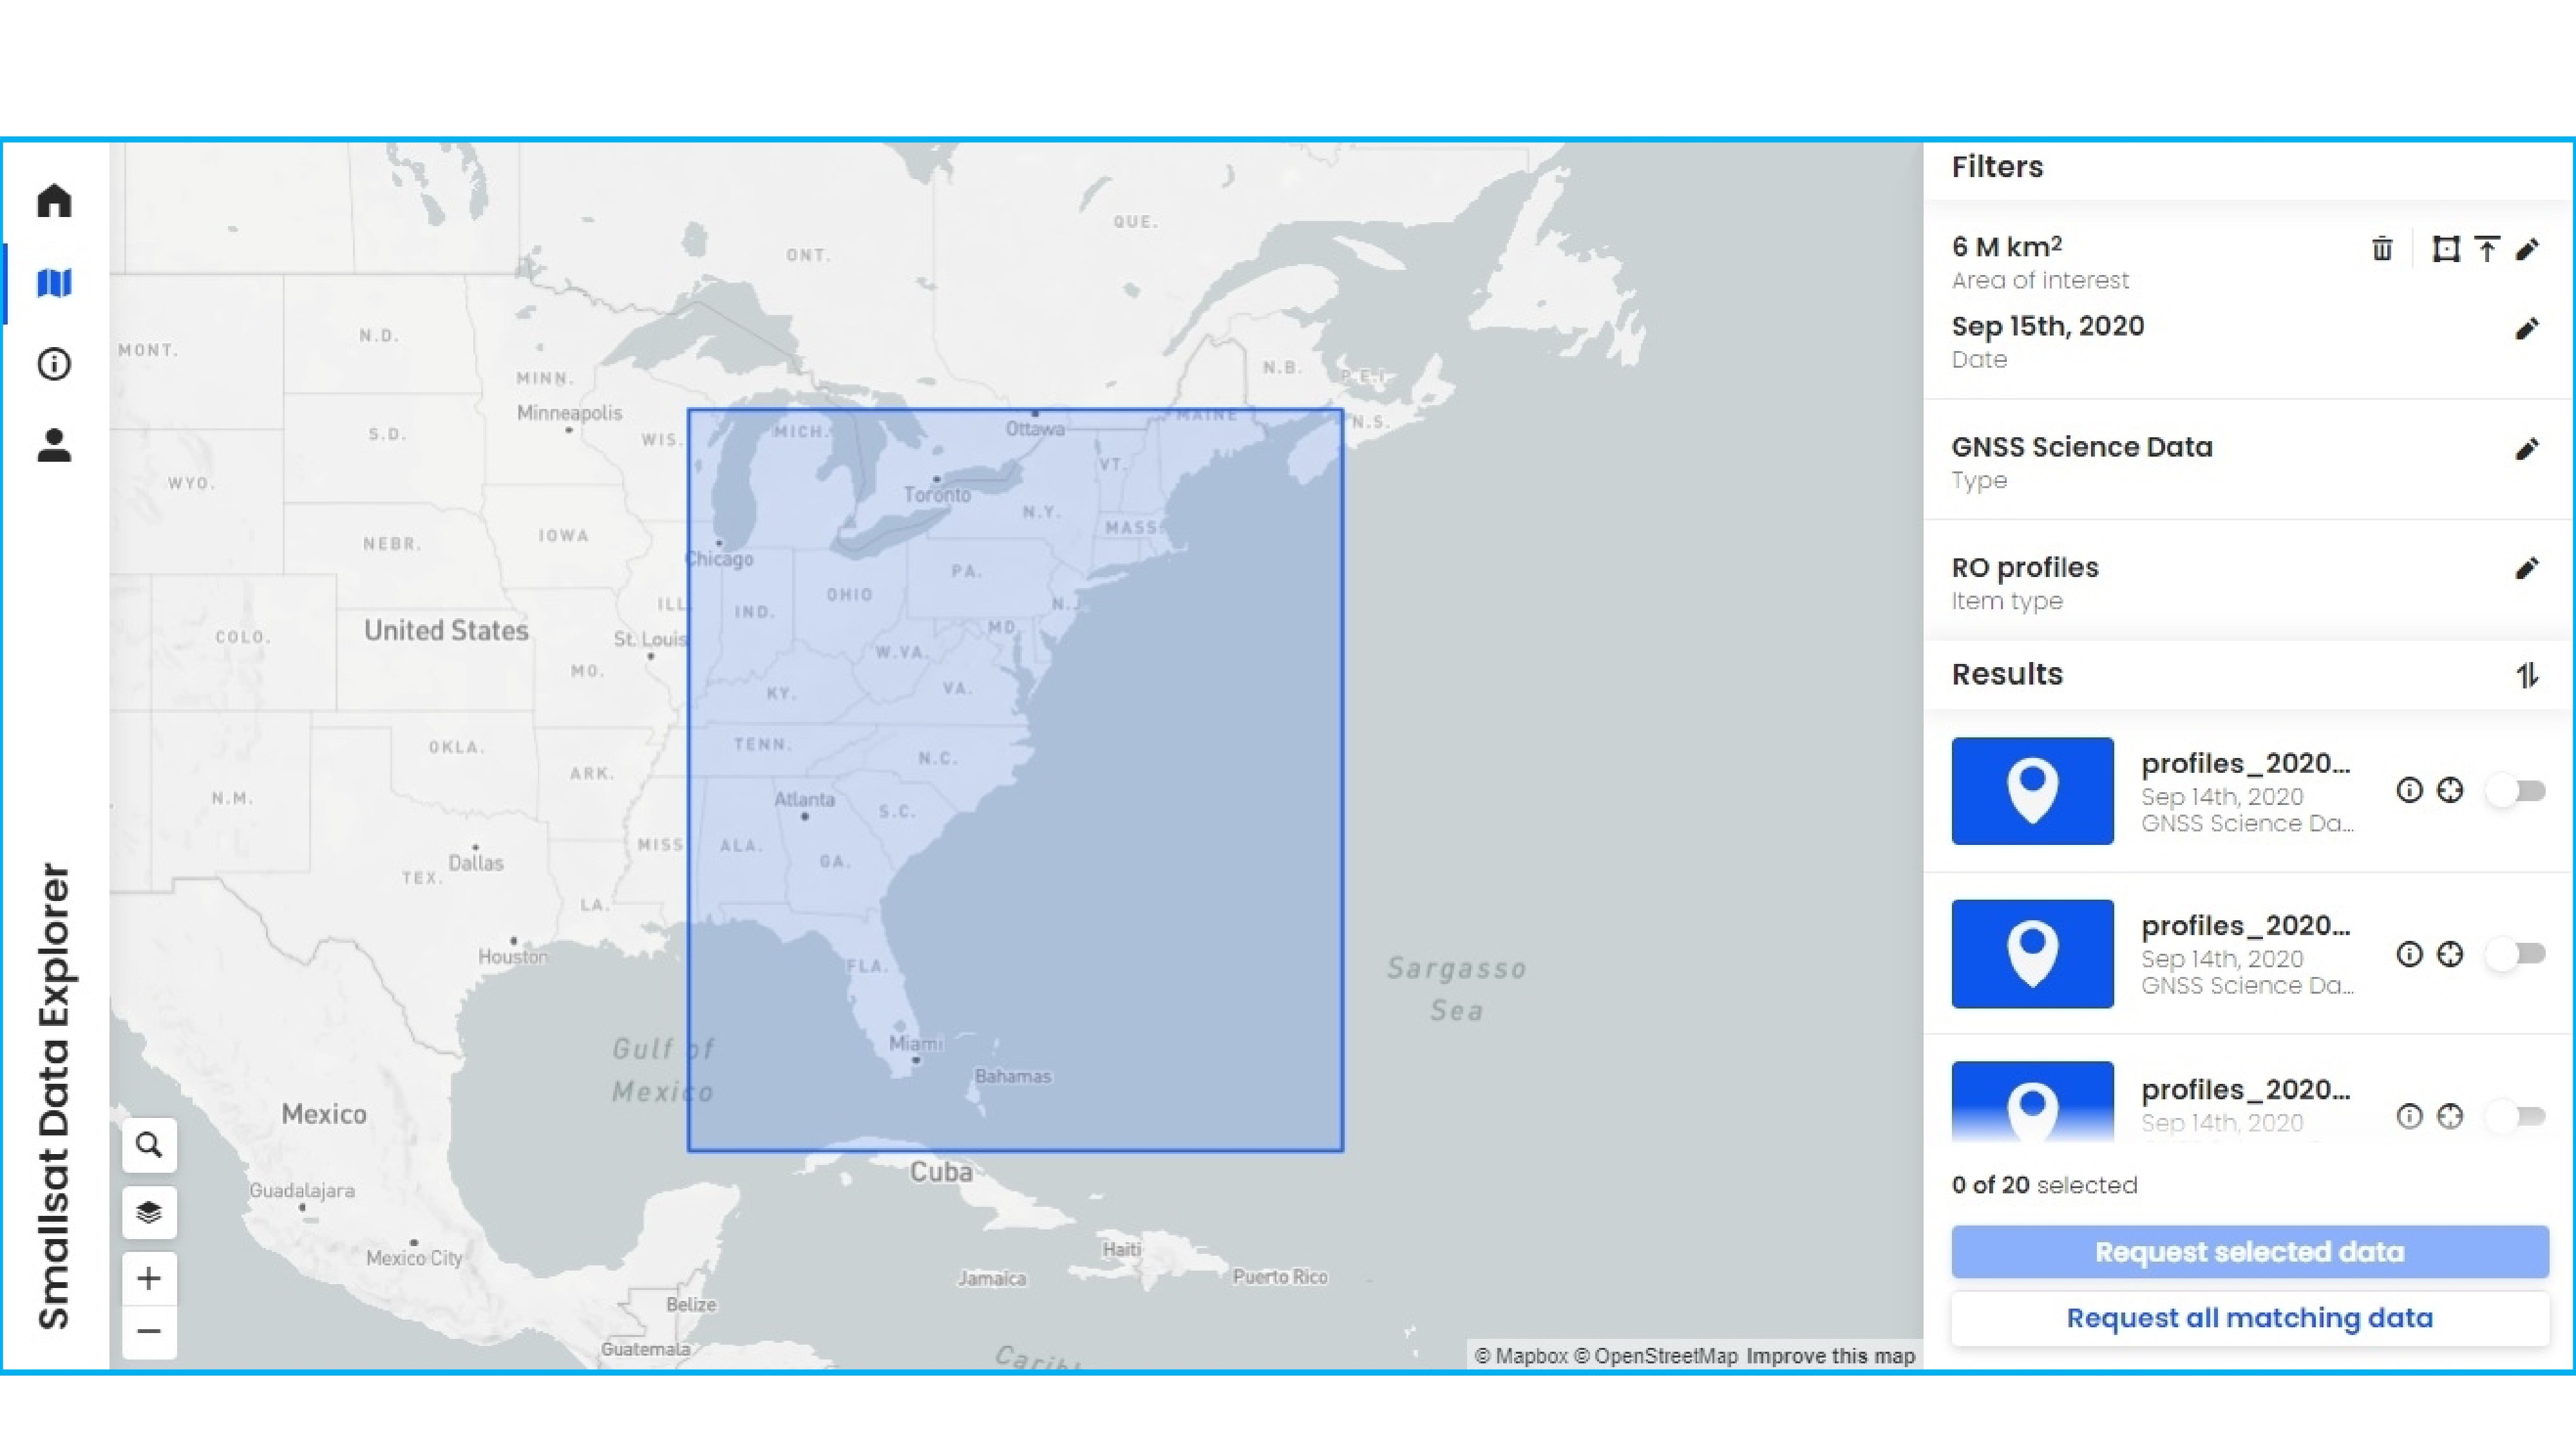 Smallsat Data Explorer
QUE.
ONT.
N.D.
MONT.
MINN.
N.B.
P.E.I.
Minneapolis
MAINE
N.S.
S.D.
WIS.
MICH.
Ottawa
VT.
WYO.
Toronto
N.Y.
MASS.
IOWA
NEBR.
Chicago
PA.
OHIO
ILL.
IND.
N.J.
United States
COLO.
St. Louis
MD.
W.VA.
MO.
KY.
VA.
OKLA.
TENN.
N.C.
ARK.
N.M.
Atlanta
S.C.
MISS
ALA.
GA.
Dallas
TEX.
LA.
Houston
FLA.
Sargasso
Sea
Gulf of
Mexico
Miami
Bahamas
Mexico
Cuba
Guadalajara
Mexico City
Haiti
Jamaica
Puerto Rico
Belize
Guatemala
© Mapbox © OpenStreetMap Improve this map
Filters
6 M km²
Area of interest
Sep 15th, 2020
Date
GNSS Science Data
Type
RO profiles
Item type
Results
profiles_2020...
Sep 14th, 2020
GNSS Science Da...
profiles_2020...
Sep 14th, 2020
GNSS Science Da...
profiles_2020...
Sep 14th, 2020
0 of 20 selected
Request selected data
Request all matching data